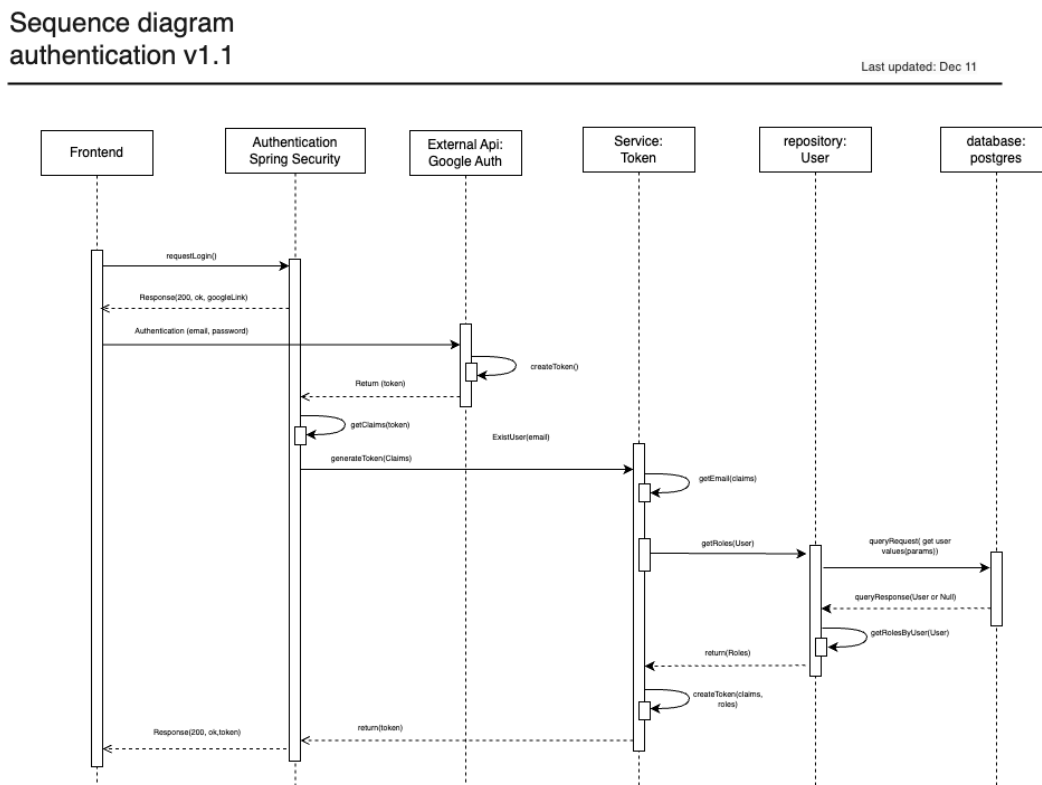 Sequence diagram
authentication v1.1
Last updated: Dec 11
Frontend
Authentication
Spring Security
External Api:
Google Auth
Service:
Token
repository:
User
database:
postgres
requestLogin()
Response(200, ok, googleLink)
Authentication (email, password)
createToken()
Return (token)
getClaims(token)
ExistUser(email)
generateToken(Claims)
getEmail(claims)
getRoles(User)
queryRequest( get user
values(params))
queryResponse(User or Null)
getRolesByUser(User)
return(Roles)
createToken(claims,
roles)
return(token)
Response(200, ok,token)